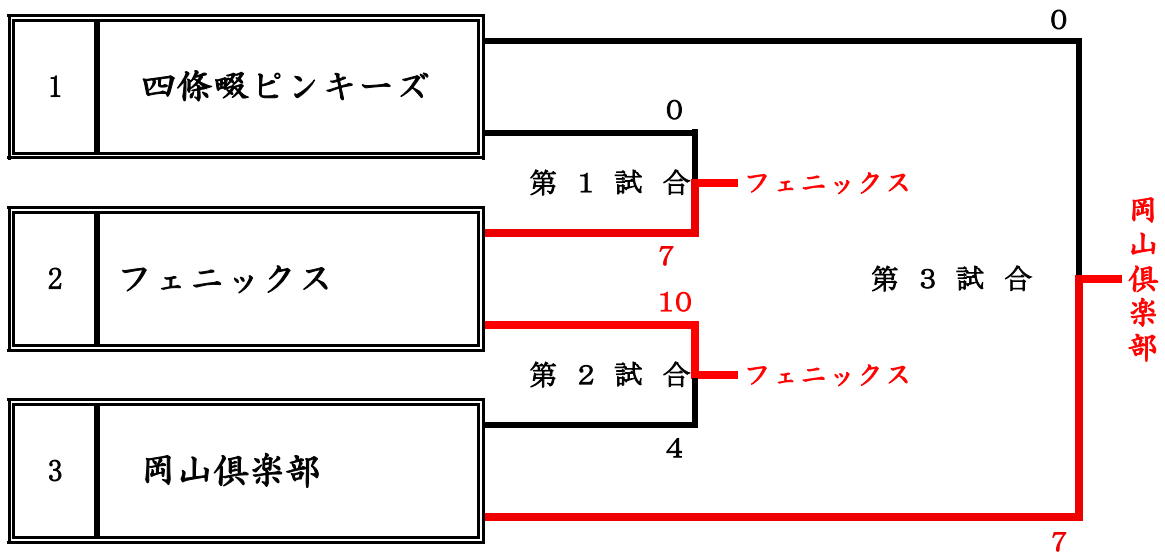 0
1 四條畷ピンキーズ
0
第1試合 フェニックス
7
2 フェニックス
第3試合
岡山倶楽部
10
第2試合 フェニックス
4
3 岡山倶楽部
7